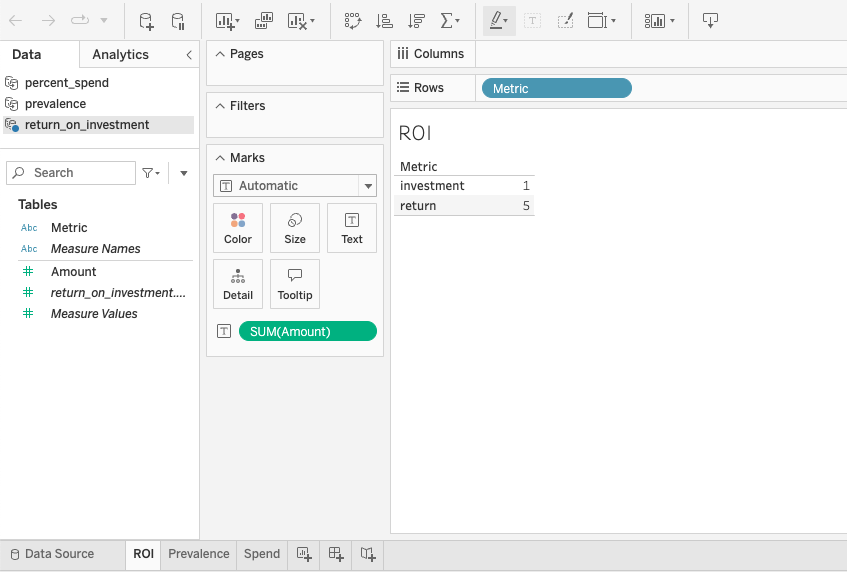 Data
Analytics
percent_spend
prevalence
return_on_investment
Search
Tables
Abc Metric
Abc Measure Names
# Amount
# return_on_investment....
# Measure Values
Pages
Filters
Marks
T Automatic
Color
Size
T
Text
Detail
Tooltip
T SUM(Amount)
Columns
Rows
Metric
ROI
Metric
investment 1
return 5
Data Source
ROI
Prevalence
Spend